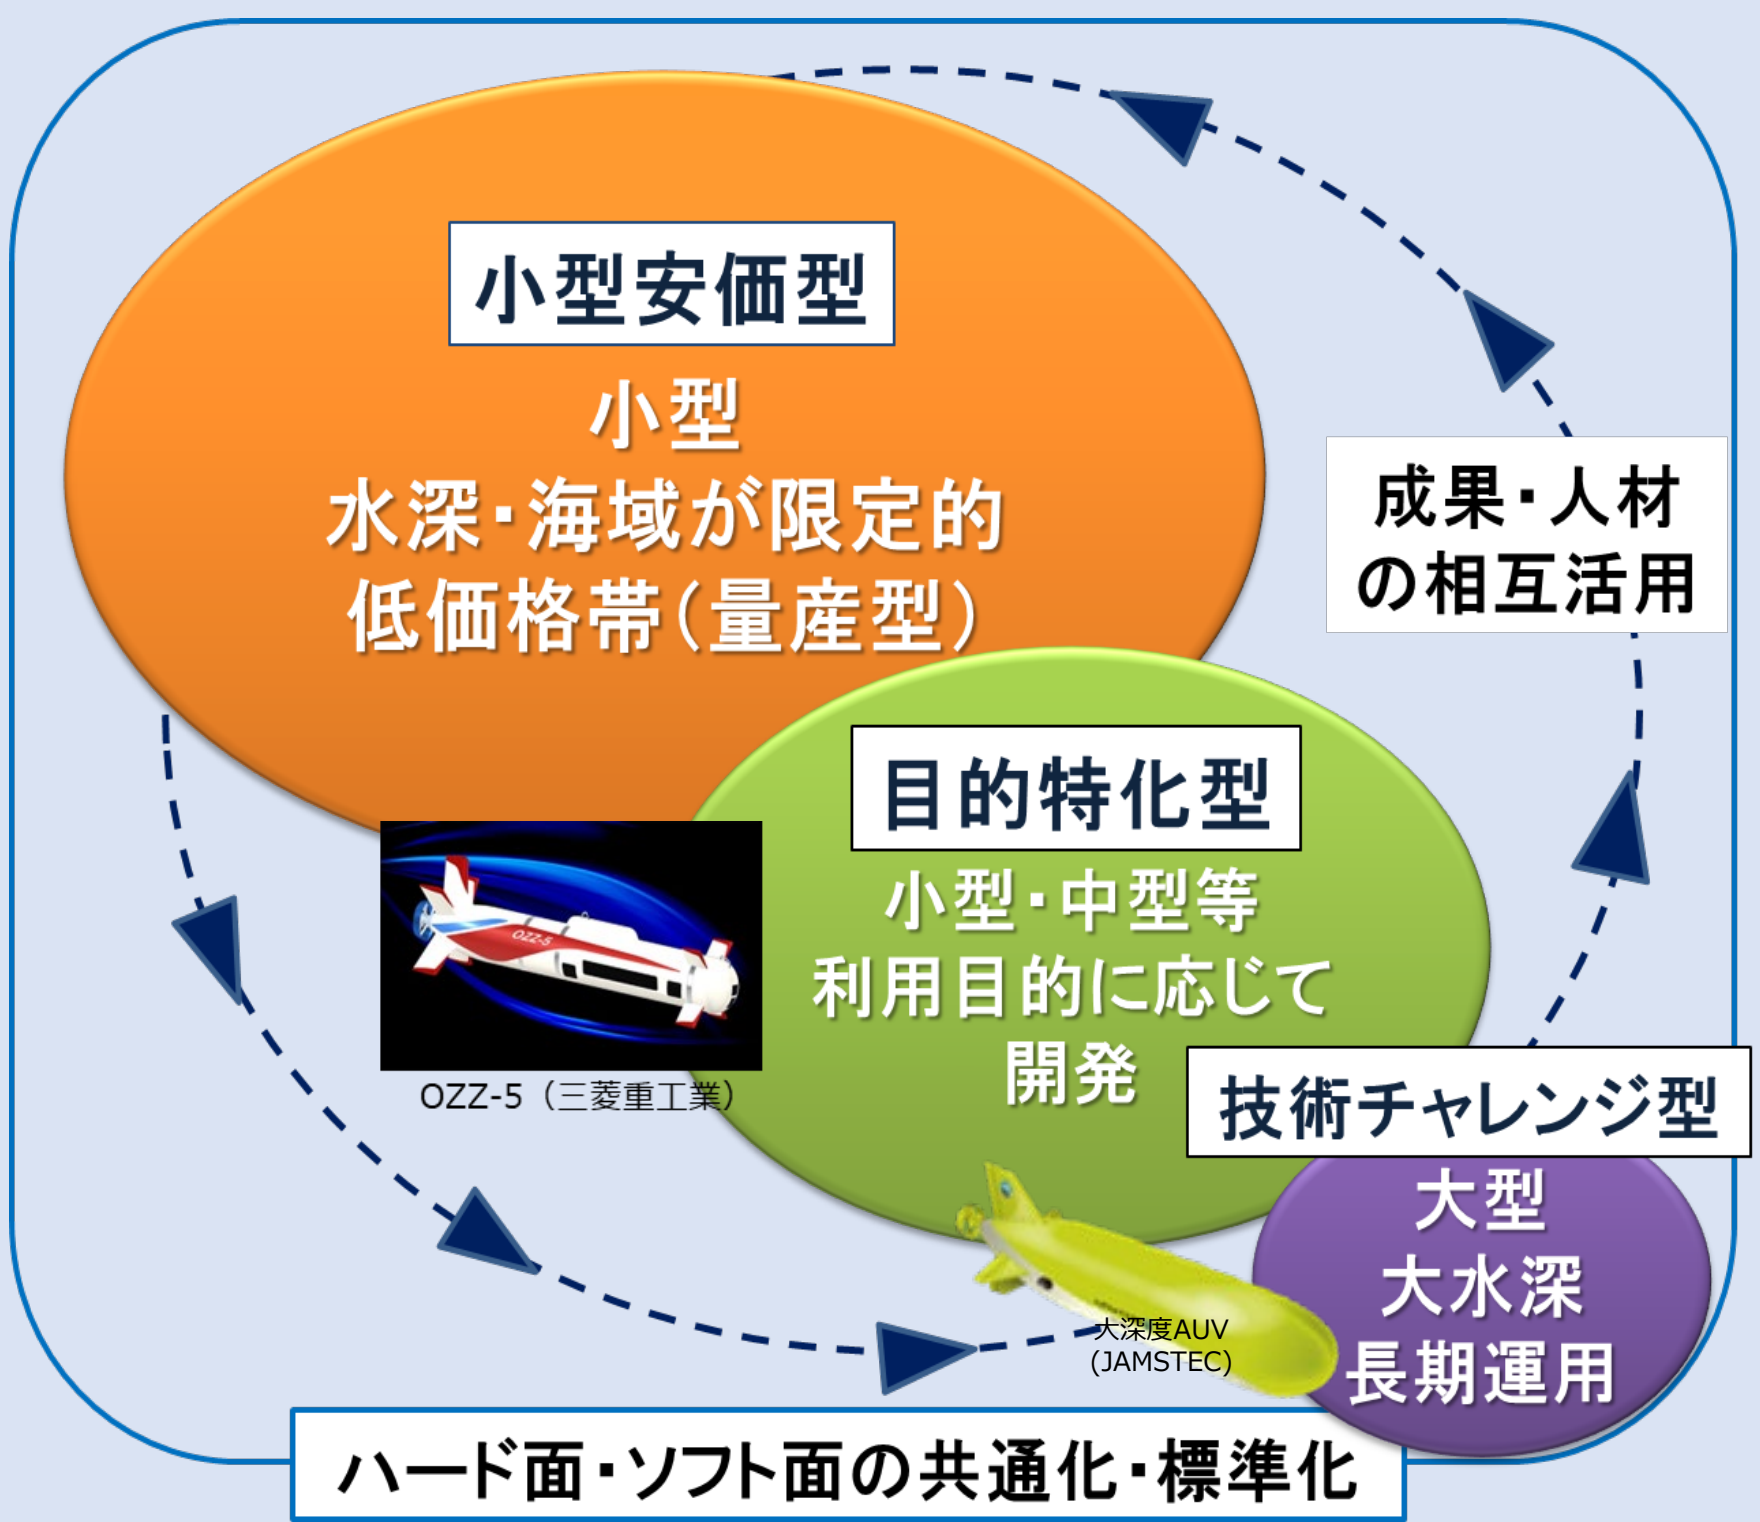 小型安価型
小型
水深・海域が限定的
低価格帯（量産型）
成果・人材
の相互活用
目的特化型
小型・中型等
利用目的に応じて
開発
OZZ-5
OZZ-5（三菱重工業）
技術チャレンジ型
大型
大水深
長期運用
大深度AUV
(JAMSTEC)
ハード面・ソフト面の共通化・標準化